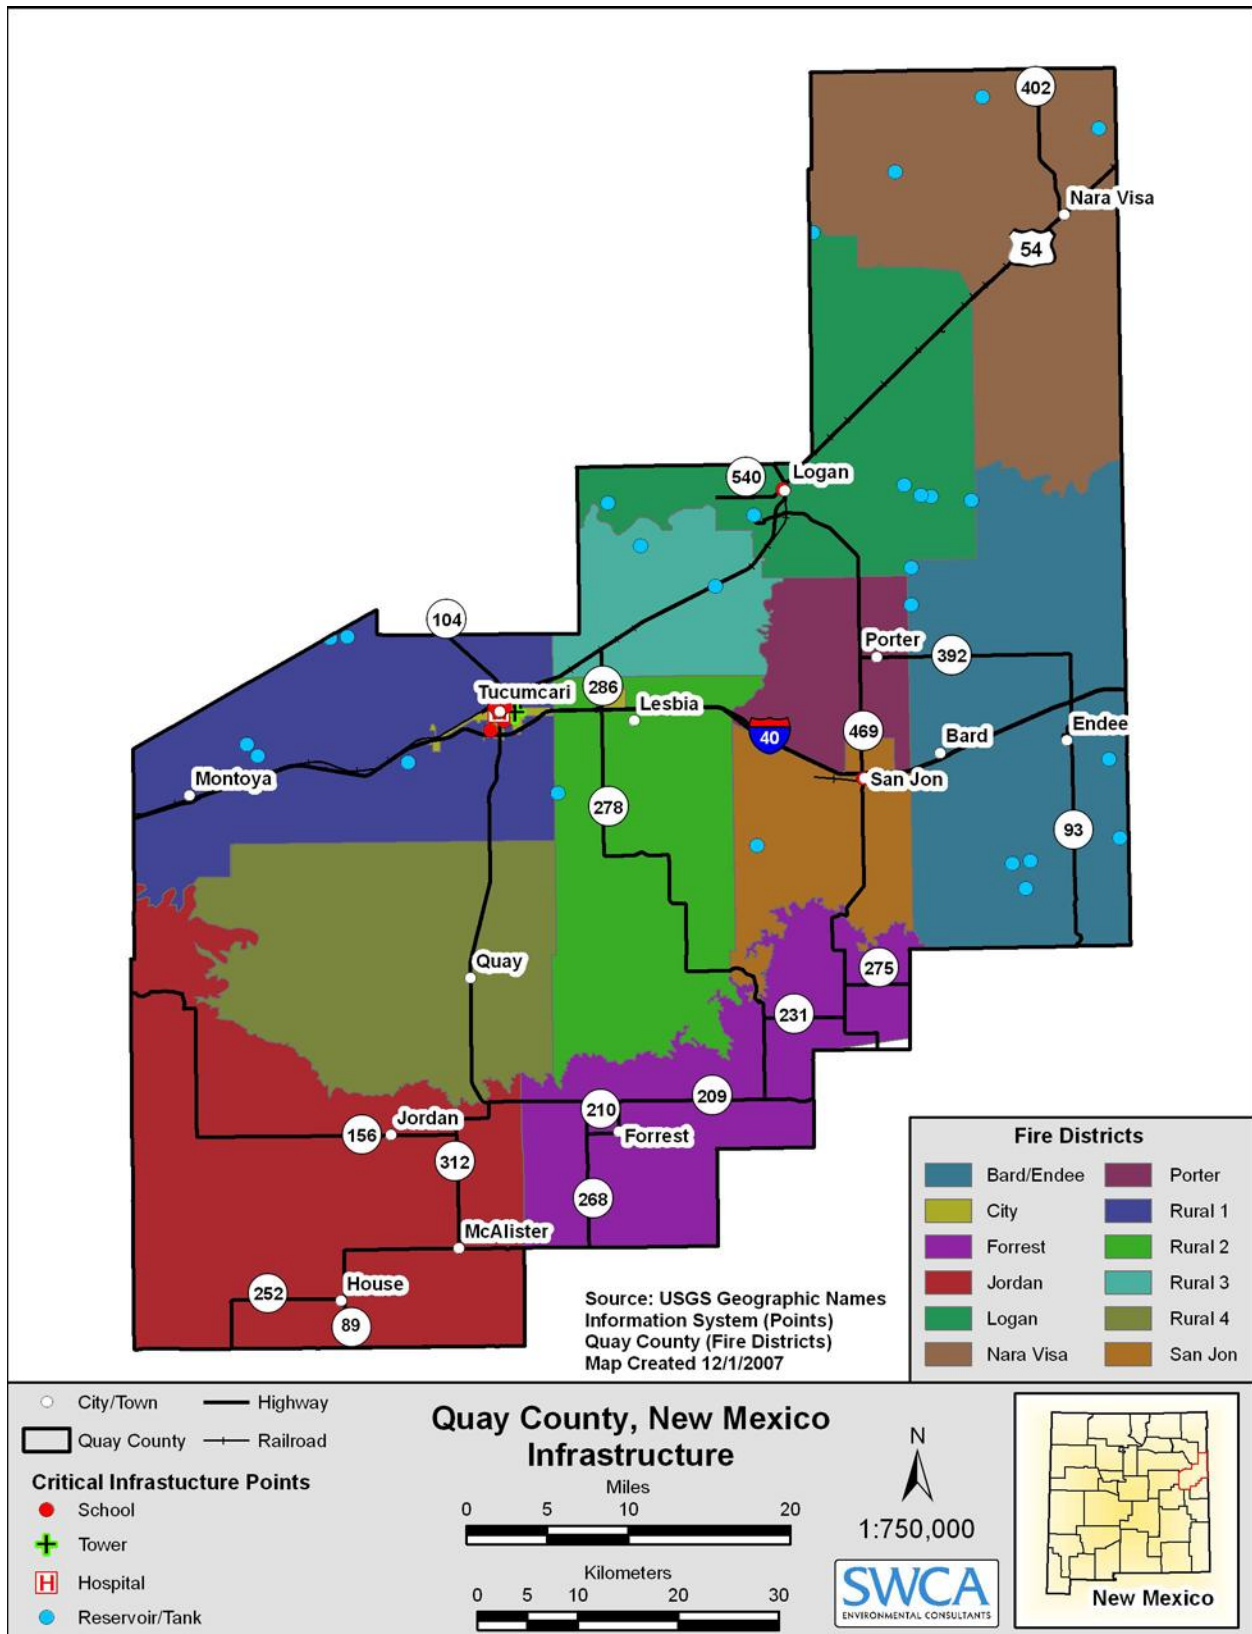 402
Nara Visa
54
540
Logan
104
Porter
392
Tucumcari
286
Lesbia
40
469
Bard
Endee
Montoya
San Jon
278
93
Quay
275
231
210
209
156
Jordan
Forrest
312
268
McAlister
252
House
89
Source: USGS Geographic Names
Information System (Points)
Quay County (Fire Districts)
Map Created 12/1/2007
Fire Districts
Bard/Endee
Porter
City
Rural 1
Forrest
Rural 2
Jordan
Rural 3
Logan
Rural 4
Nara Visa
San Jon
City/Town
Highway
Quay County
Railroad
Critical Infrastucture Points
School
Tower
H Hospital
Reservoir/Tank
Quay County, New Mexico
Infrastructure
Miles
0 5 10 20
Kilometers
0 5 10 20 30
N
1:750,000
SWCA
ENVIRONMENTAL CONSULTANTS
New Mexico